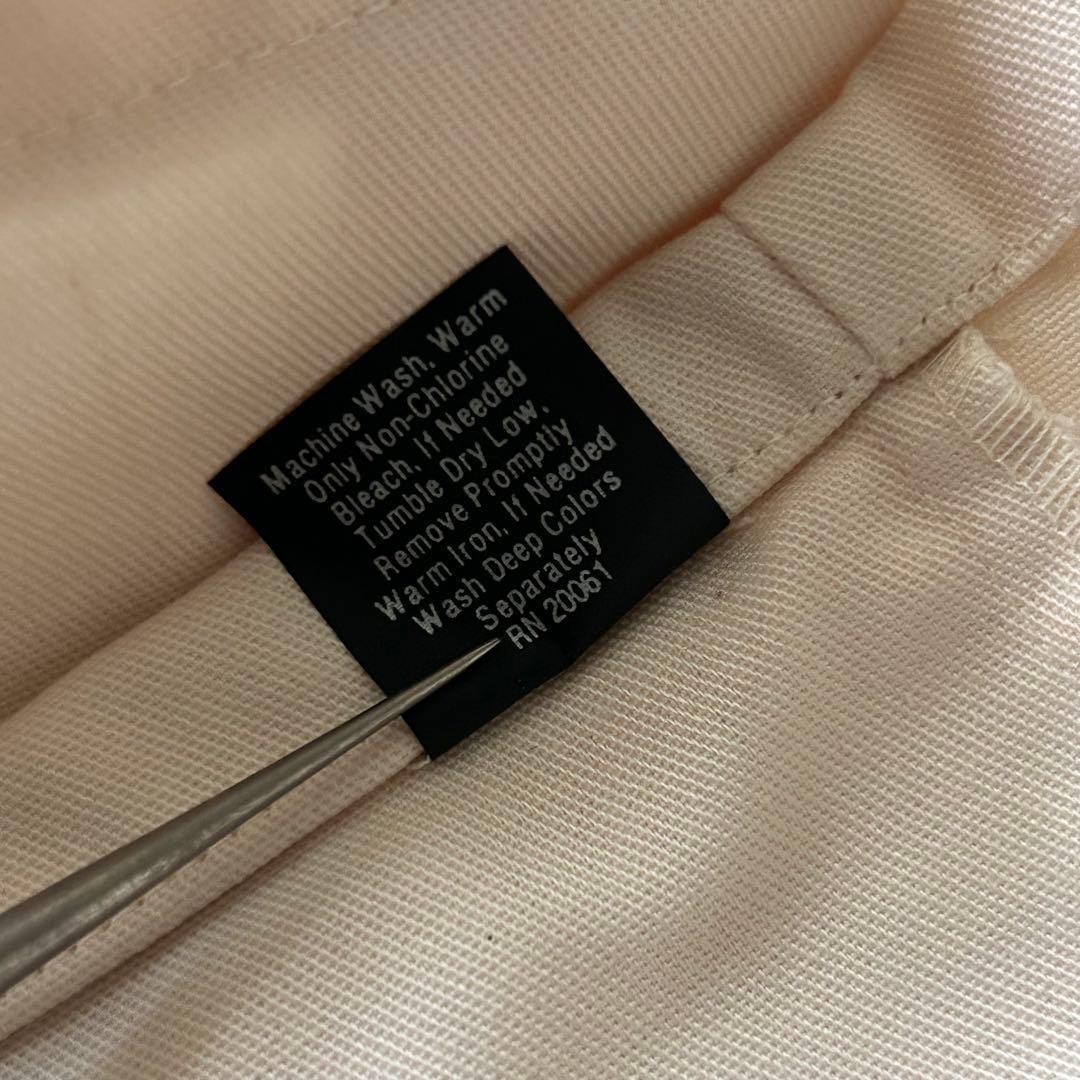 Machine Wash, Warm
Only Non-Chlorine
Bleach, If Needed
Tumble Dry Low,
Remove Promptly
Warm Iron, If Needed
Wash Deep Colors
Separately
RN 20061